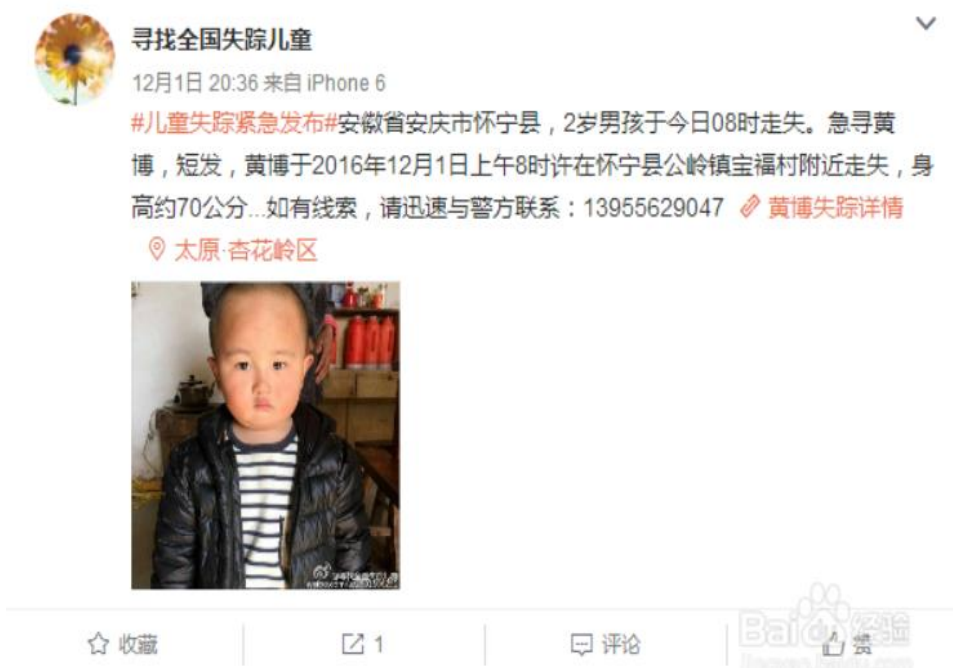 寻找全国失踪儿童
12月1日 20:36 来自 iPhone 6
#儿童失踪紧急发布#安徽省安庆市怀宁县，2岁男孩于今日08时走失。急寻黄
博，短发，黄博于2016年12月1日上午8时许在怀宁县公岭镇宝福村附近走失，身
高约70公分...如有线索，请迅速与警方联系：13955629047 黄博失踪详情
太原·杏花岭区
收藏
1
评论
赞
Baidu 经验